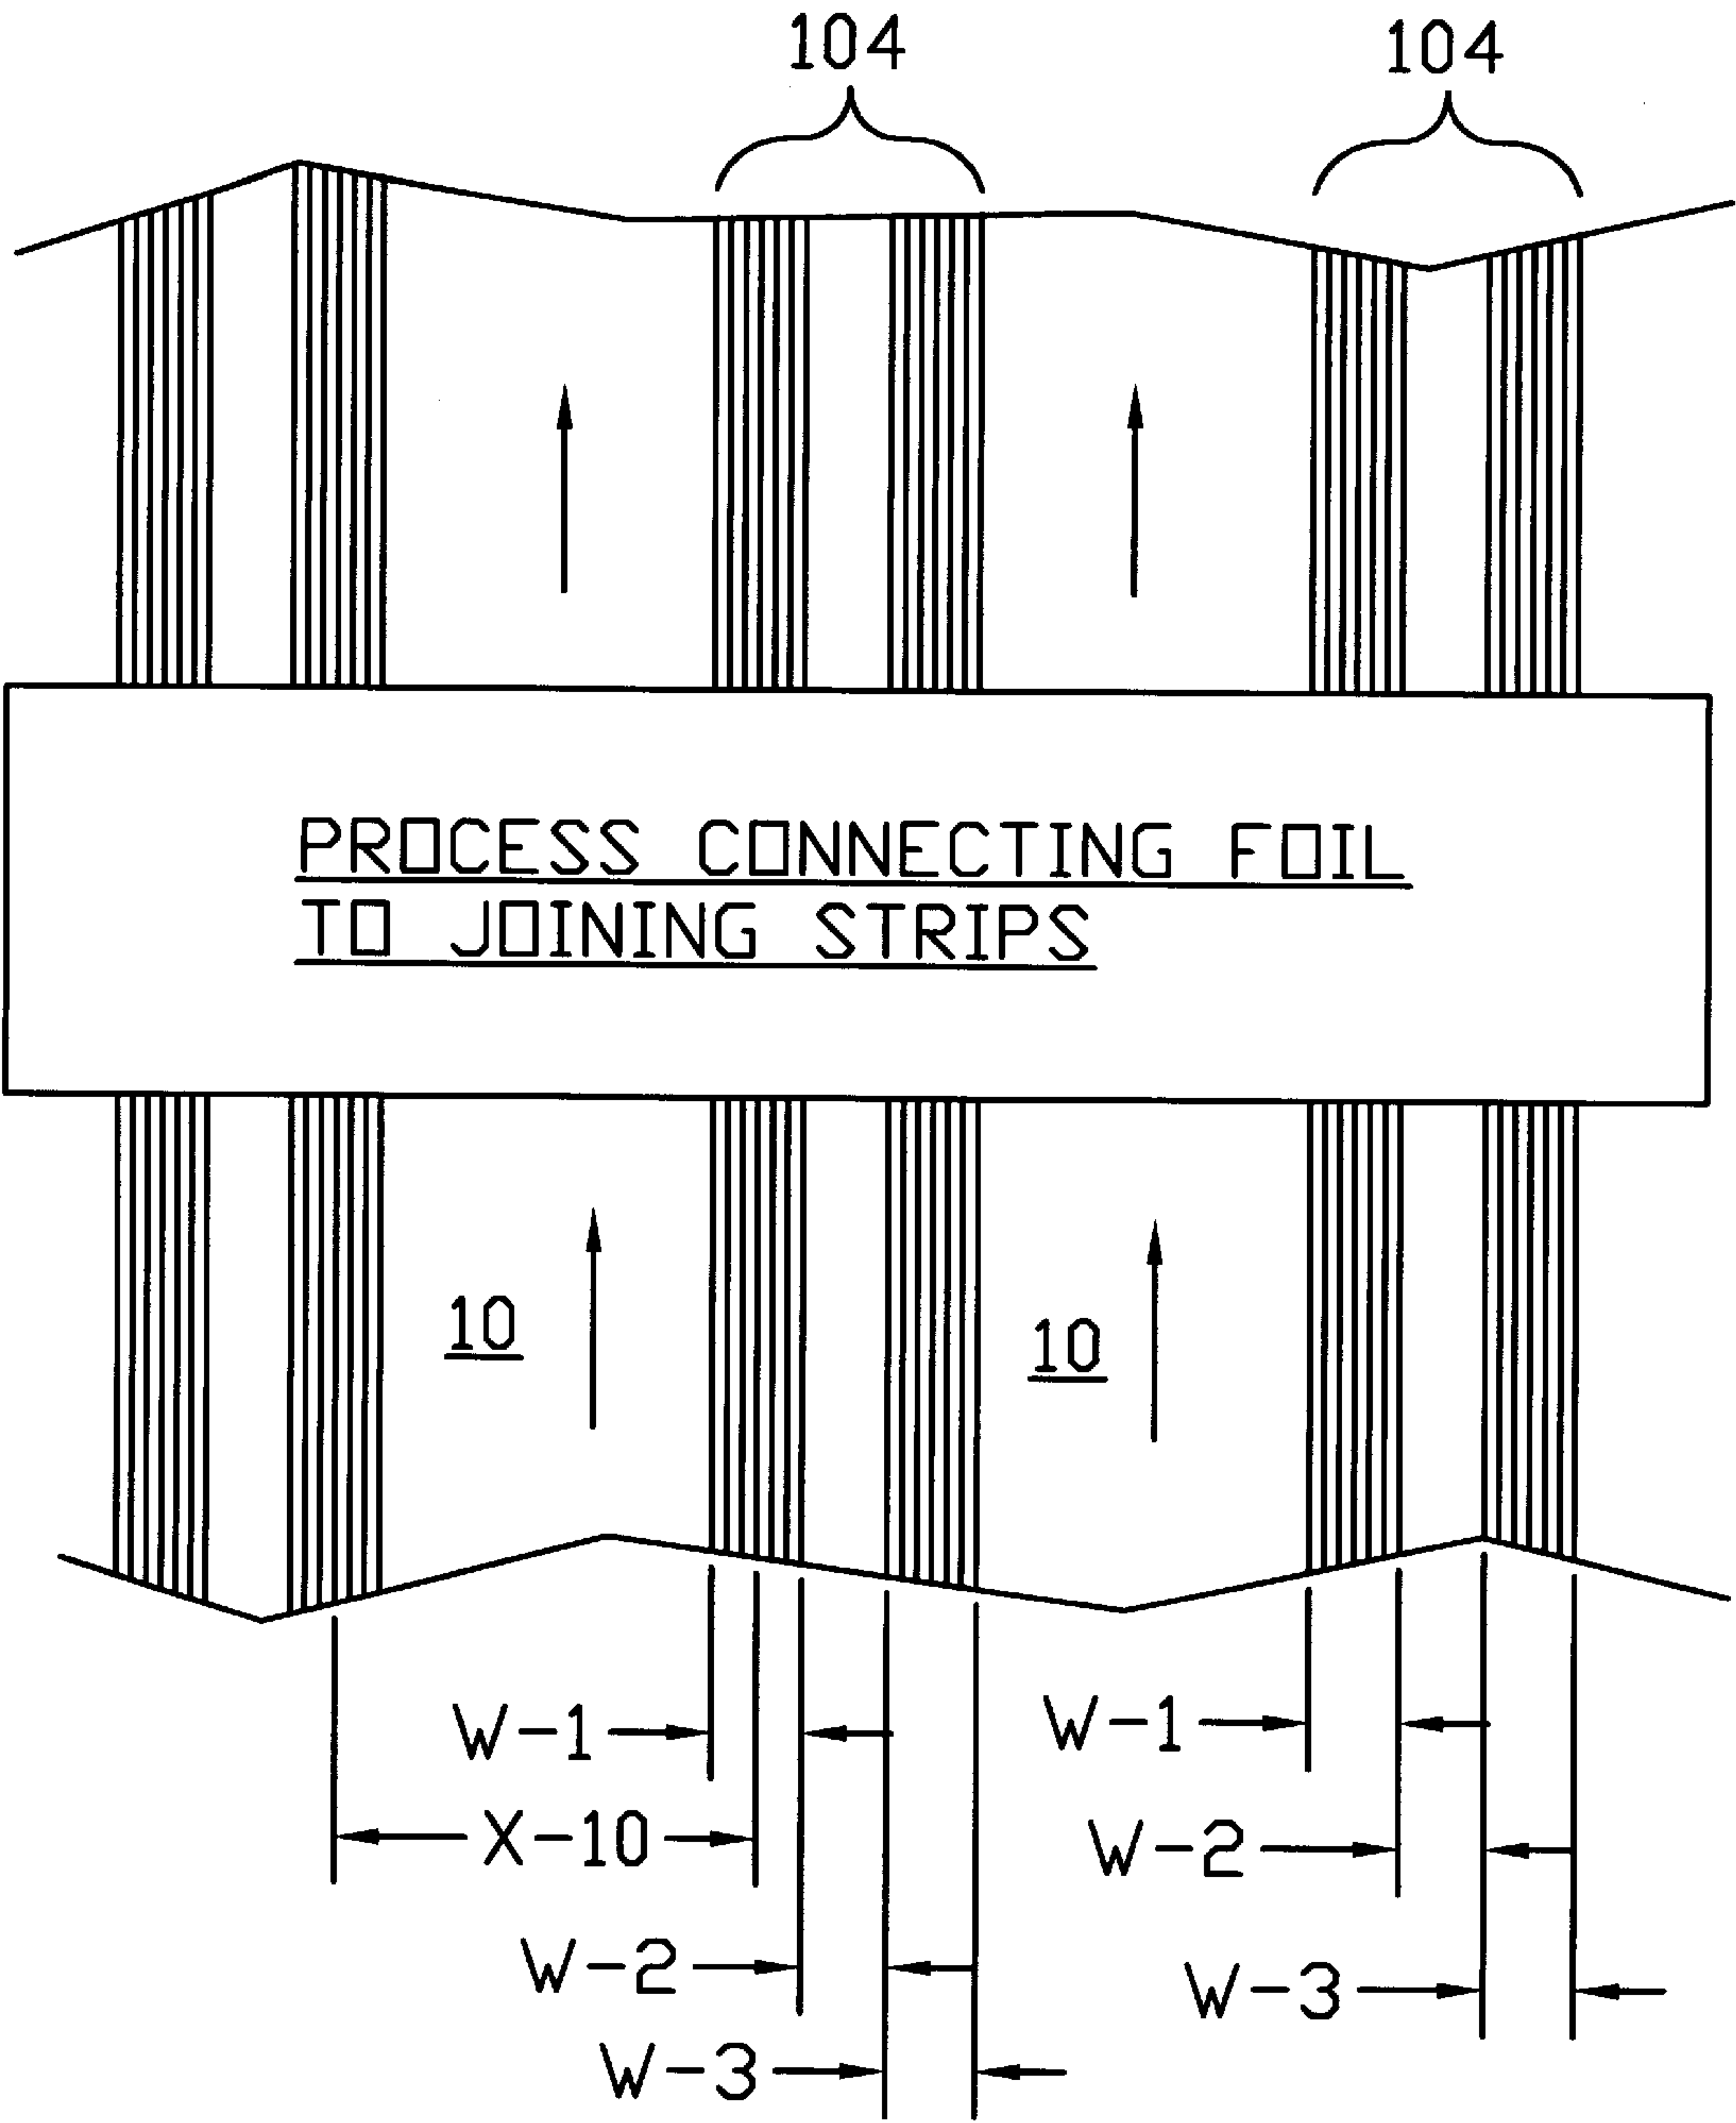 104 104
PROCESS CONNECTING FOIL
TO JOINING STRIPS
10 10
W-1 W-1
X-10 W-2
W-2 W-3
W-3